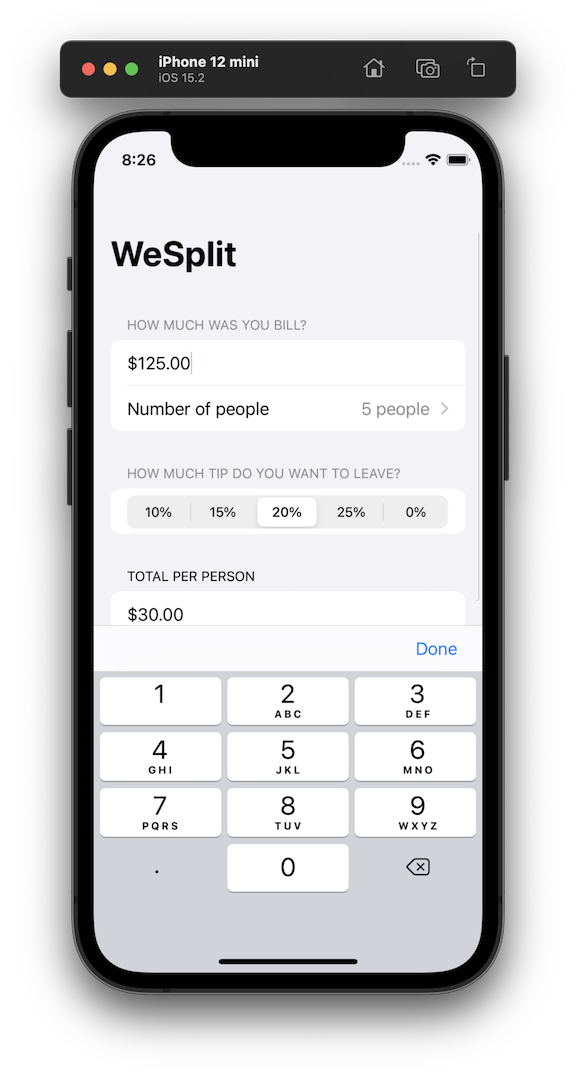 iPhone 12 mini
iOS 15.2
8:26
WeSplit
HOW MUCH WAS YOU BILL?
$125.00
Number of people 5 people
HOW MUCH TIP DO YOU WANT TO LEAVE?
10% 15% 20% 25% 0%
TOTAL PER PERSON
$30.00
Done
1 2 3
ABC DEF
4 5 6
GHI JKL MNO
7 8 9
PQRS TUV WXYZ
. 0